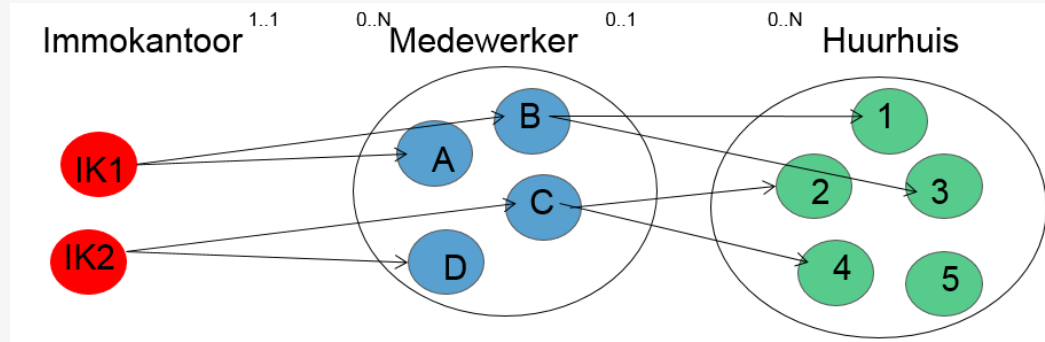 1..1 0..N 0..1 0..N
Immokantoor Medewerker Huurhuis
B 1
IK1 A
2 3
C
IK2 D 4 5